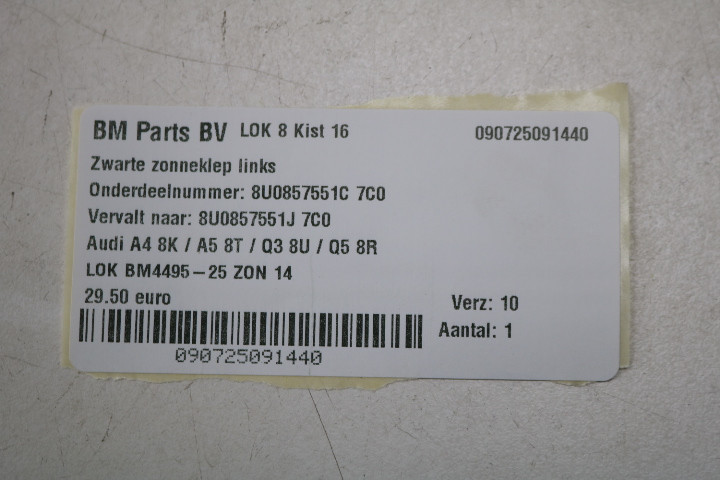 BM Parts BV LOK 8 Kist 16 090725091440
Zwarte zonneklep links
Onderdeelnummer: 8U0857551C 7C0
Vervalt naar: 8U0857551J 7C0
Audi A4 8K / A5 8T / Q3 8U / Q5 8R
LOK BM4495-25 ZON 14
29.50 euro
Verz: 10
Aantal: 1
090725091440